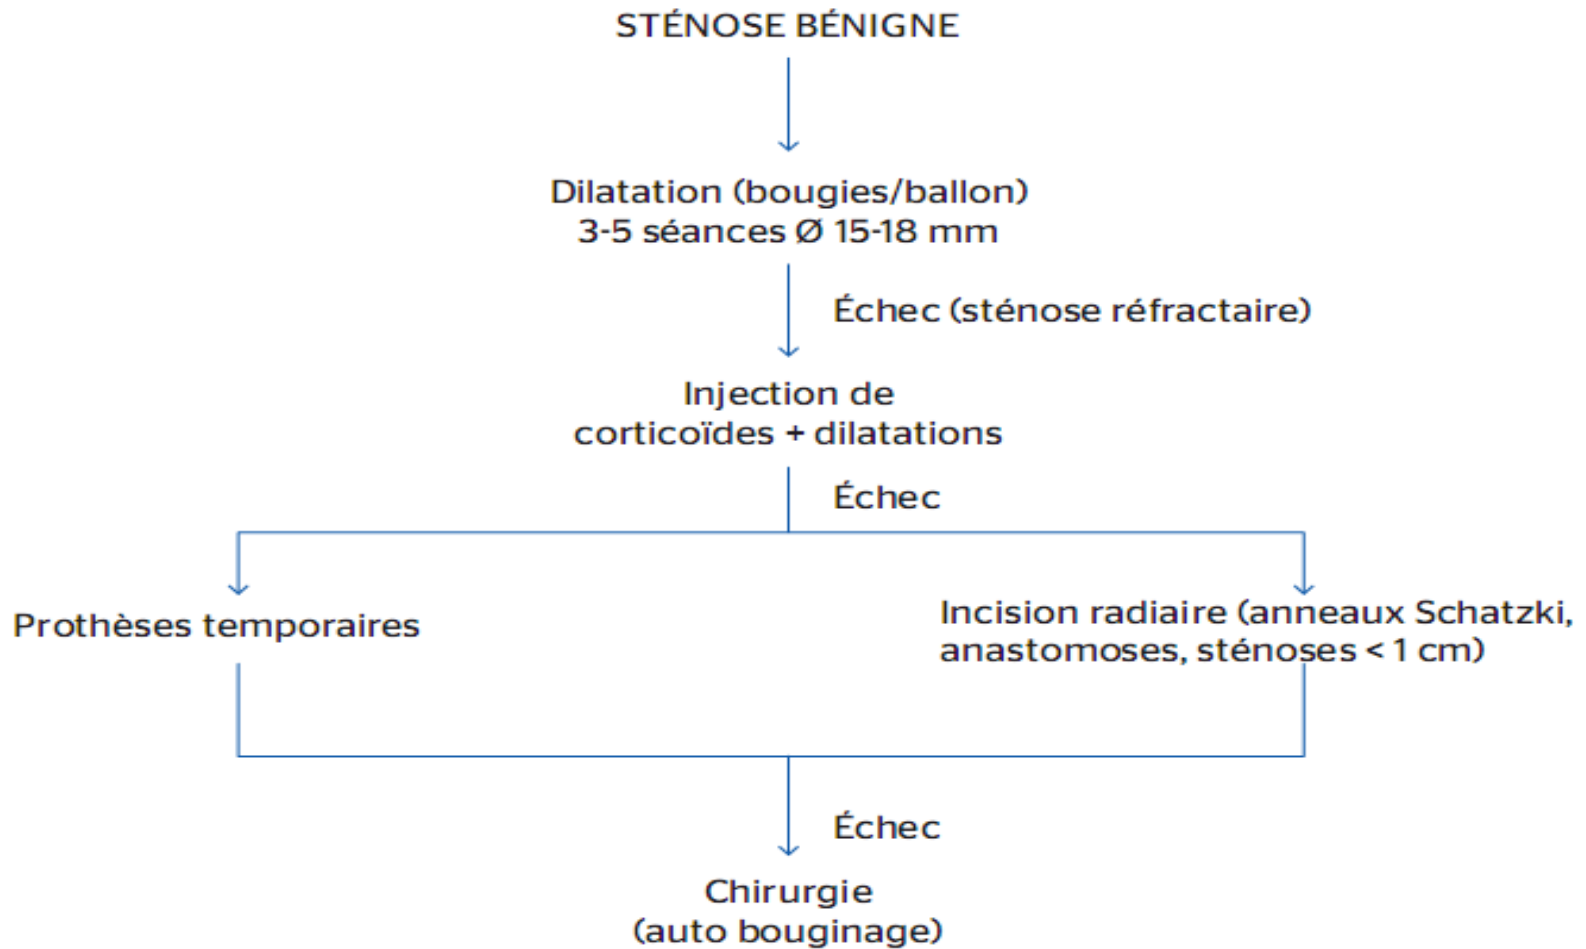 STÉNOSE BÉNIGNE
Dilatation (bougies/ballon)
3-5 séances Ø 15-18 mm
Échec (sténose réfractaire)
Injection de
corticoïdes + dilatations
Échec
Prothèses temporaires
Incision radiaire (anneaux Schatzki,
anastomoses, sténoses < 1 cm)
Échec
Chirurgie
(auto bouginage)